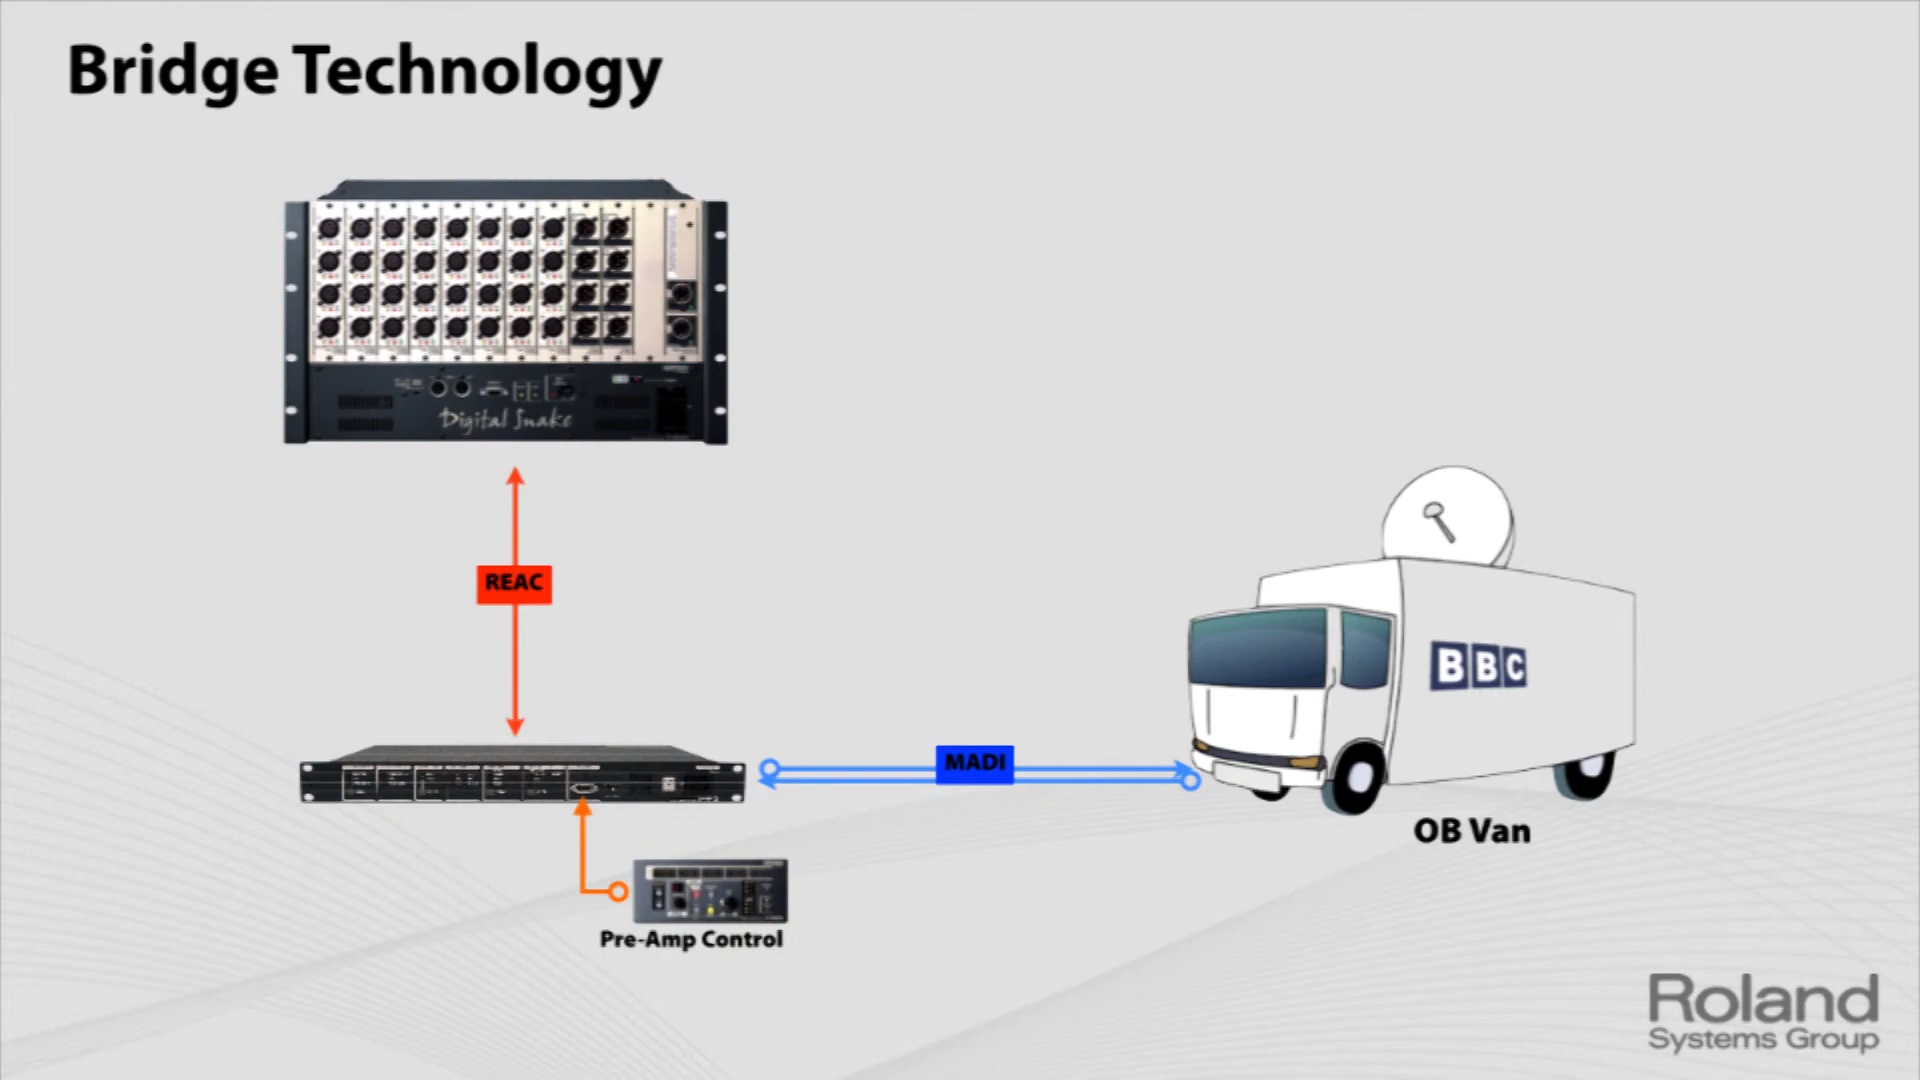 Bridge Technology
Digital Snake
REAC
MADI
BBC
OB Van
Pre-Amp Control
Roland
Systems Group